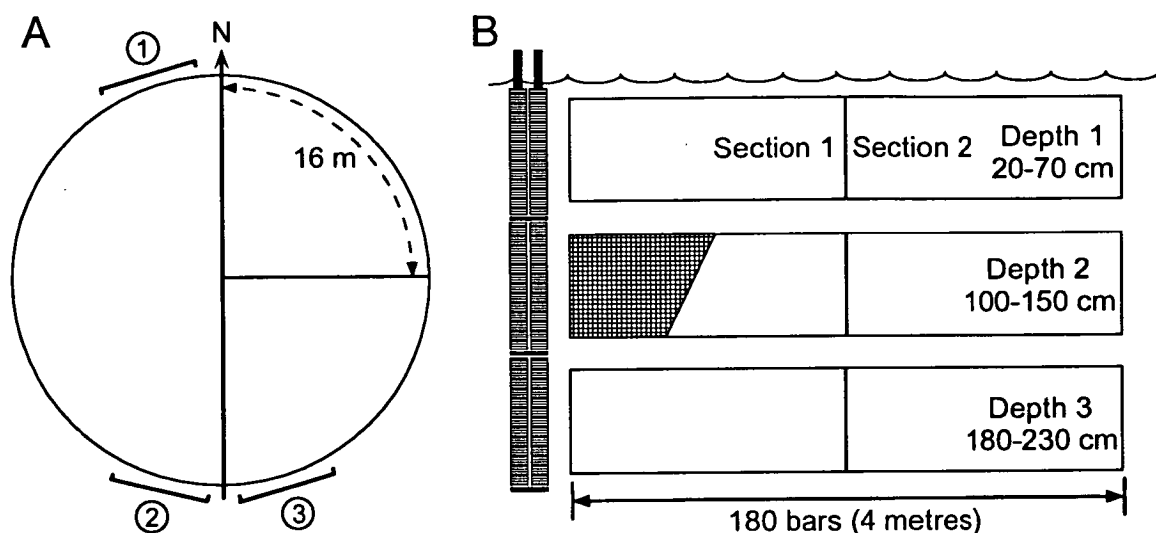 A
N
①
16 m
②
③
B
Section 1
Section 2
Depth 1
20-70 cm
Depth 2
100-150 cm
Depth 3
180-230 cm
180 bars (4 metres)